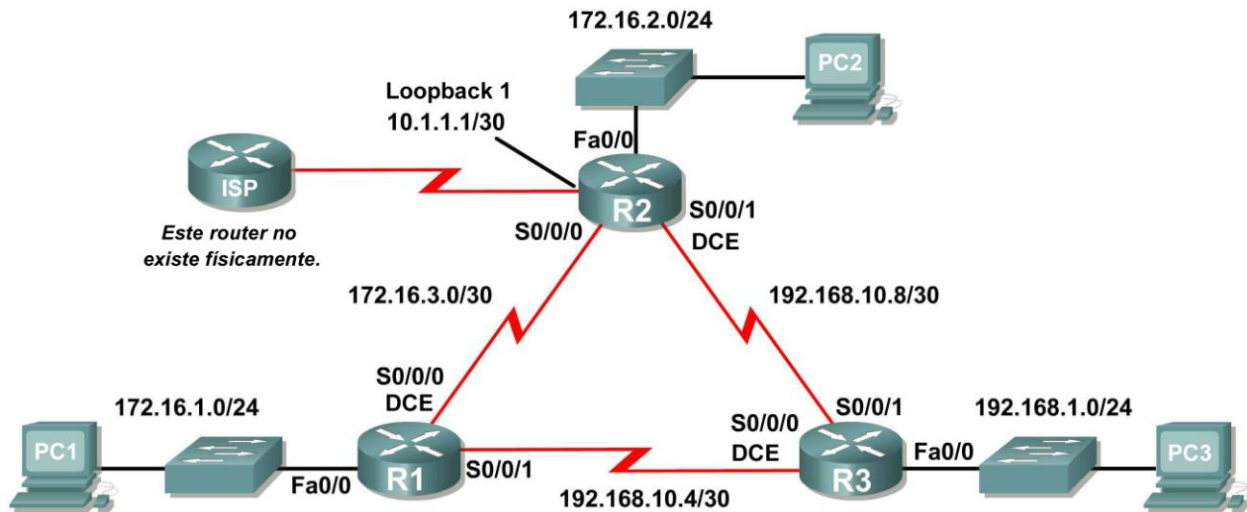 172.16.2.0/24
PC2
Loopback 1
10.1.1.1/30
Fa0/0
ISP
R2
S0/0/1
DCE
S0/0/0
Este router no
existe físicamente.
172.16.3.0/30
192.168.10.8/30
S0/0/0
DCE
172.16.1.0/24
PC1
Fa0/0
R1
S0/0/1
192.168.10.4/30
S0/0/0
DCE
S0/0/1
R3
Fa0/0
192.168.1.0/24
PC3